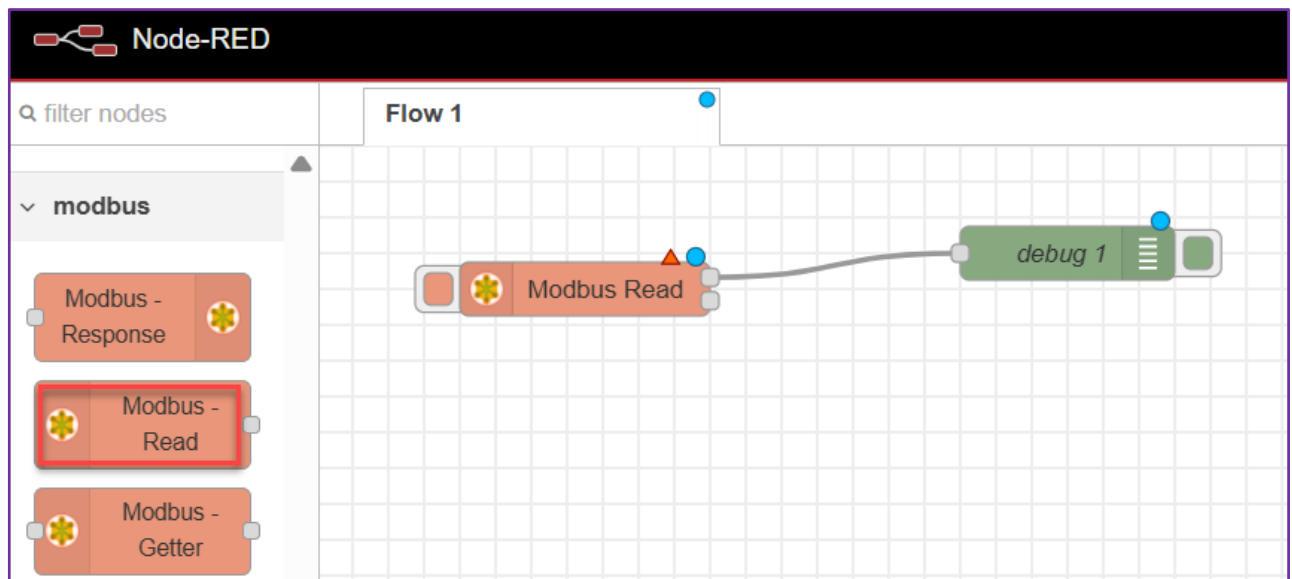 Node-RED
filter nodes
Flow 1
modbus
Modbus -
Response
Modbus -
Read
Modbus -
Getter
Modbus Read
debug 1